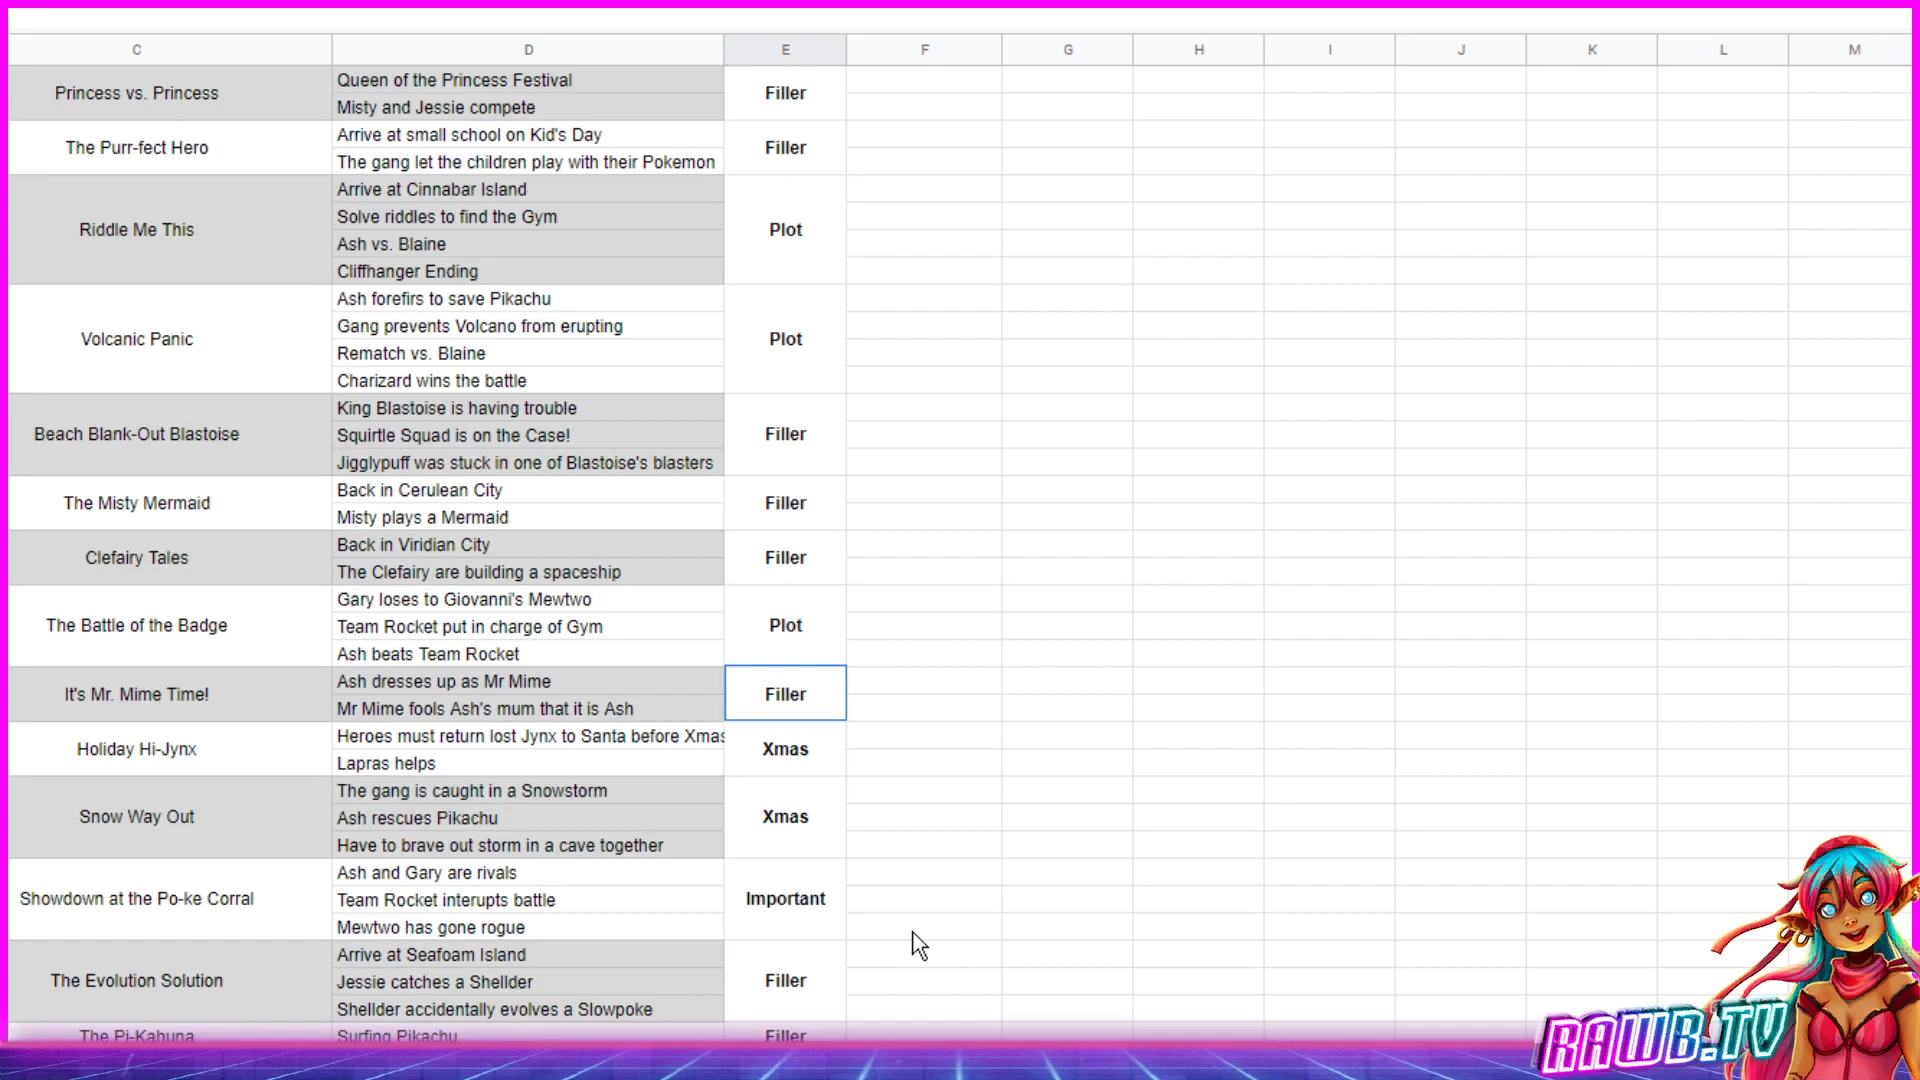 C D E F G H I J K L M
Princess vs. Princess
Queen of the Princess Festival
Misty and Jessie compete
Filler
The Purr-fect Hero
Arrive at small school on Kid's Day
The gang let the children play with their Pokemon
Filler
Riddle Me This
Arrive at Cinnabar Island
Solve riddles to find the Gym
Ash vs. Blaine
Cliffhanger Ending
Plot
Volcanic Panic
Ash forefirs to save Pikachu
Gang prevents Volcano from erupting
Rematch vs. Blaine
Charizard wins the battle
Plot
Beach Blank-Out Blastoise
King Blastoise is having trouble
Squirtle Squad is on the Case!
Jigglypuff was stuck in one of Blastoise's blasters
Filler
The Misty Mermaid
Back in Cerulean City
Misty plays a Mermaid
Filler
Clefairy Tales
Back in Viridian City
The Clefairy are building a spaceship
Filler
The Battle of the Badge
Gary loses to Giovanni's Mewtwo
Team Rocket put in charge of Gym
Ash beats Team Rocket
Plot
It's Mr. Mime Time!
Ash dresses up as Mr Mime
Mr Mime fools Ash's mum that it is Ash
Filler
Holiday Hi-Jynx
Heroes must return lost Jynx to Santa before Xmas
Lapras helps
Xmas
Snow Way Out
The gang is caught in a Snowstorm
Ash rescues Pikachu
Have to brave out storm in a cave together
Xmas
Showdown at the Po-ke Corral
Ash and Gary are rivals
Team Rocket interupts battle
Mewtwo has gone rogue
Important
The Evolution Solution
Arrive at Seafoam Island
Jessie catches a Shellder
Shellder accidentally evolves a Slowpoke
Filler
The Pi-Kahuna
Surfing Pikachu
Filler
RAWB.TV